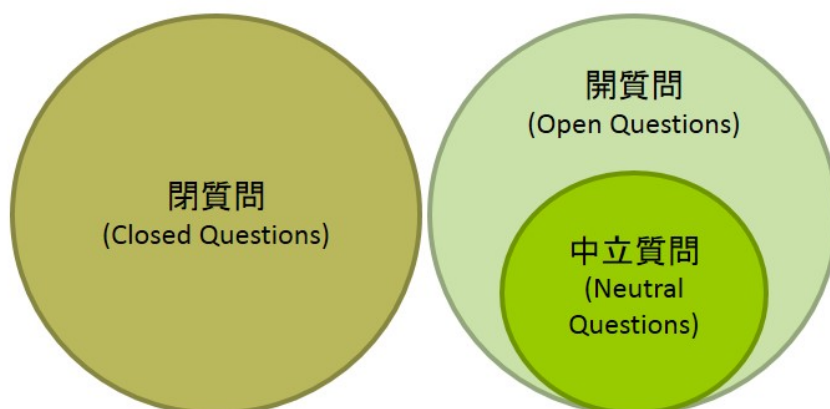 閉質問
(Closed Questions)
開質問
(Open Questions)
中立質問
(Neutral
Questions)